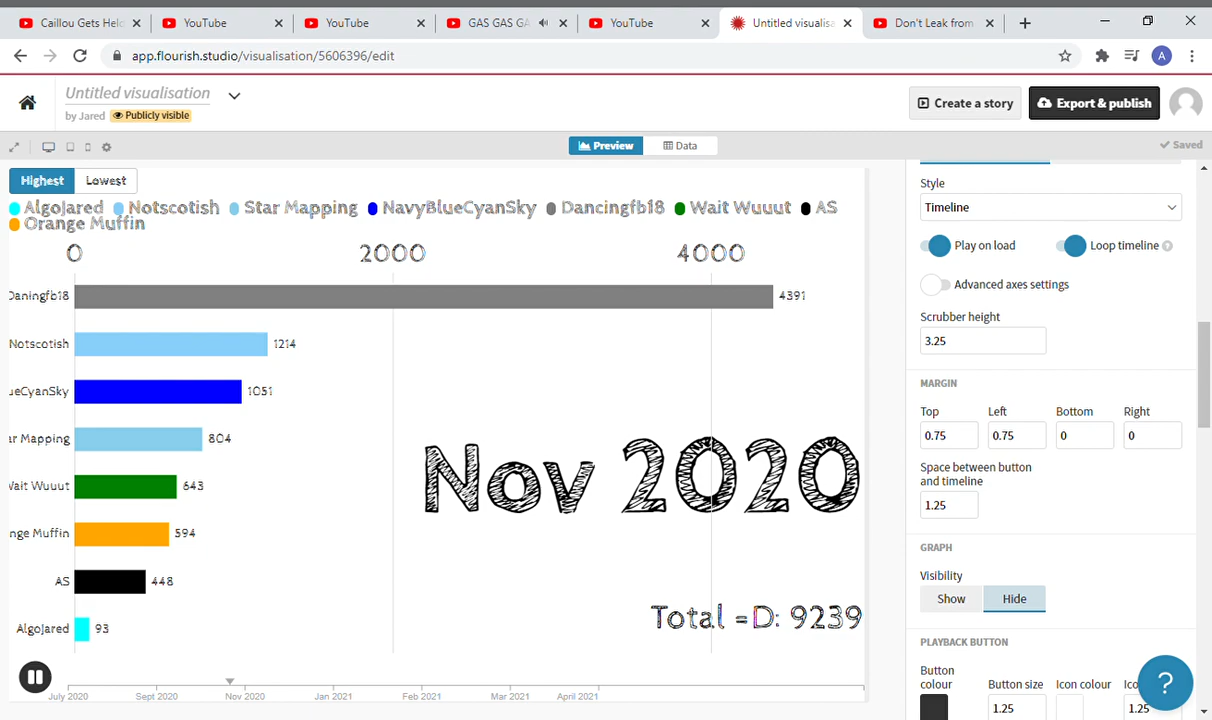 Caillou Gets Held
YouTube
YouTube
GAS GAS GA
YouTube
Untitled visualisa
Don't Leak from
app.flourish.studio/visualisation/5606396/edit
A
Untitled visualisation
by Jared Publicly visible
Create a story
Export & publish
Preview
Data
Saved
Highest
Lowest
AlgoJared Notscotish Star Mapping NavyBlueCyanSky Dancingfb18 Wait Wuuut AS
Orange Muffin
0 2000 4000
Daningfb18 4391
Notscotish 1214
ueCyanSky 1051
ar Mapping 804
Wait Wuuut 643
nge Muffin 594
AS 448
AlgoJared 93
Nov 2020
Total =D: 9239
July 2020 Sept 2020 Nov 2020 Jan 2021 Feb 2021 Mar 2021 April 2021
Style
Timeline
Play on load
Loop timeline ?
Advanced axes settings
Scrubber height
3.25
MARGIN
Top Left Bottom Right
0.75 0.75 0 0
Space between button
and timeline
1.25
GRAPH
Visibility
Show Hide
PLAYBACK BUTTON
Button
colour
Button size
Icon colour
Ico
1.25
1.25
?